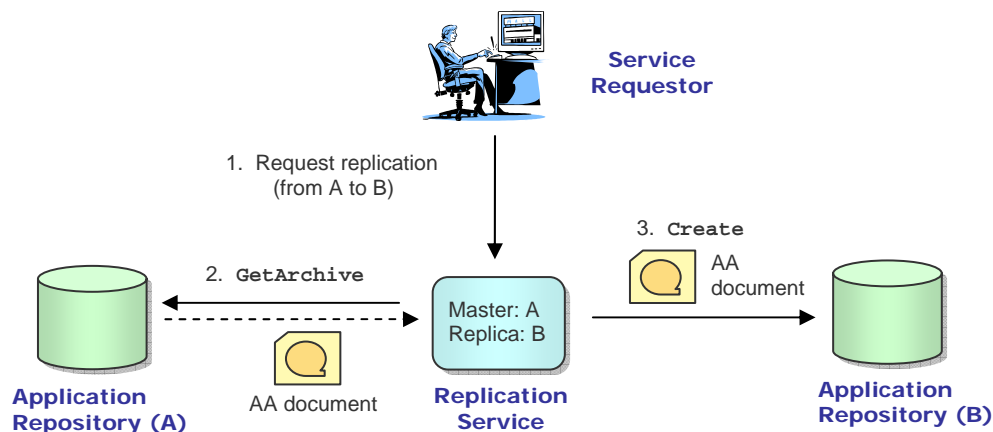 Service
Requestor
1. Request replication
(from A to B)
3. Create
AA
document
2. GetArchive
Master: A
Replica: B
AA document
Application
Repository (A)
Replication
Service
Application
Repository (B)